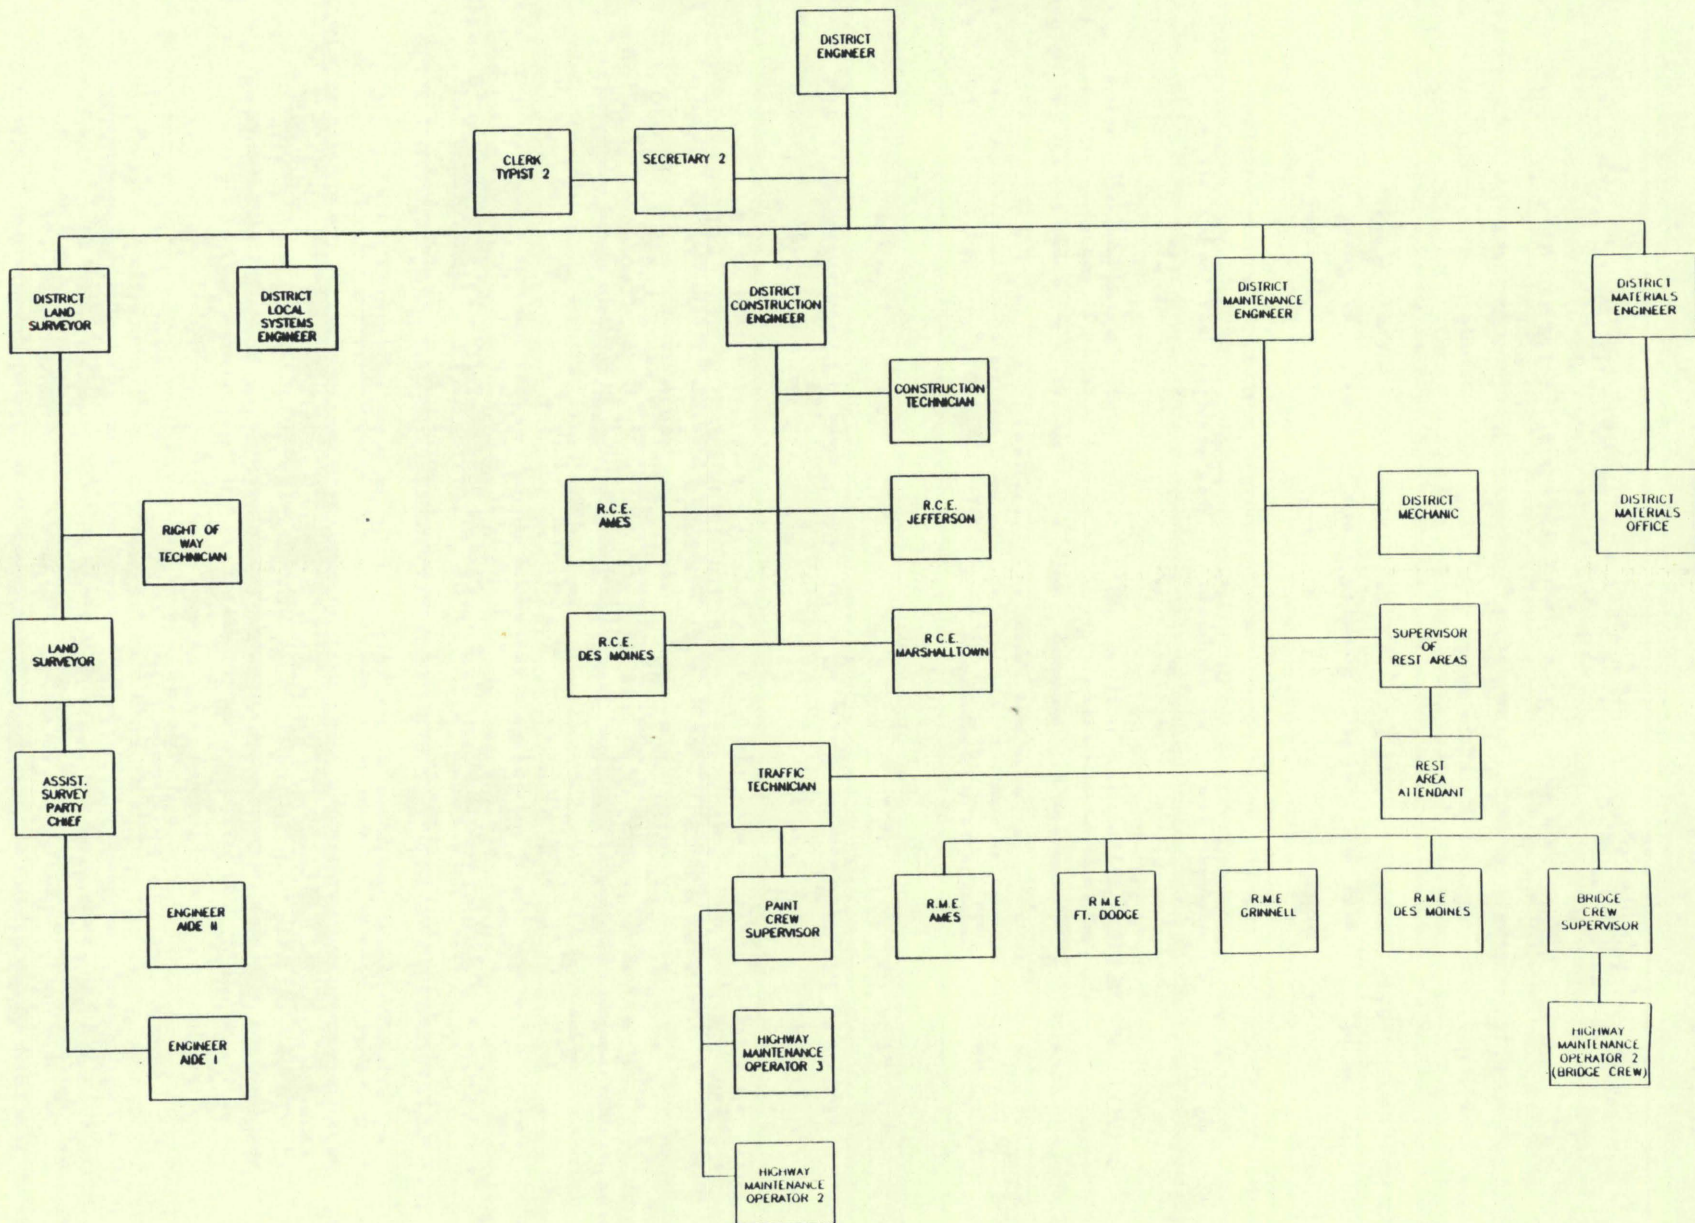 DISTRICT
ENGINEER
CLERK
TYPIST 2
SECRETARY 2
DISTRICT
LAND
SURVEYOR
DISTRICT
LOCAL
SYSTEMS
ENGINEER
DISTRICT
CONSTRUCTION
ENGINEER
DISTRICT
MAINTENANCE
ENGINEER
DISTRICT
MATERIALS
ENGINEER
CONSTRUCTION
TECHNICIAN
RIGHT OF
WAY
TECHNICIAN
R.C.E.
AMES
R.C.E.
JEFFERSON
DISTRICT
MECHANIC
DISTRICT
MATERIALS
OFFICE
LAND
SURVEYOR
R.C.E.
DES MOINES
R.C.E.
MARSHALLTOWN
SUPERVISOR
OF
REST AREAS
ASSIST.
SURVEY
PARTY
CHIEF
TRAFFIC
TECHNICIAN
REST
AREA
ATTENDANT
ENGINEER
AIDE II
PAINT
CREW
SUPERVISOR
R.M.E.
AMES
R.M.E.
FT. DODGE
R.M.E
GRINNELL
R.M.E
DES MOINES
BRIDGE
CREW
SUPERVISOR
ENGINEER
AIDE I
HIGHWAY
MAINTENANCE
OPERATOR 3
HIGHWAY
MAINTENANCE
OPERATOR 2
(BRIDGE CREW)
HIGHWAY
MAINTENANCE
OPERATOR 2